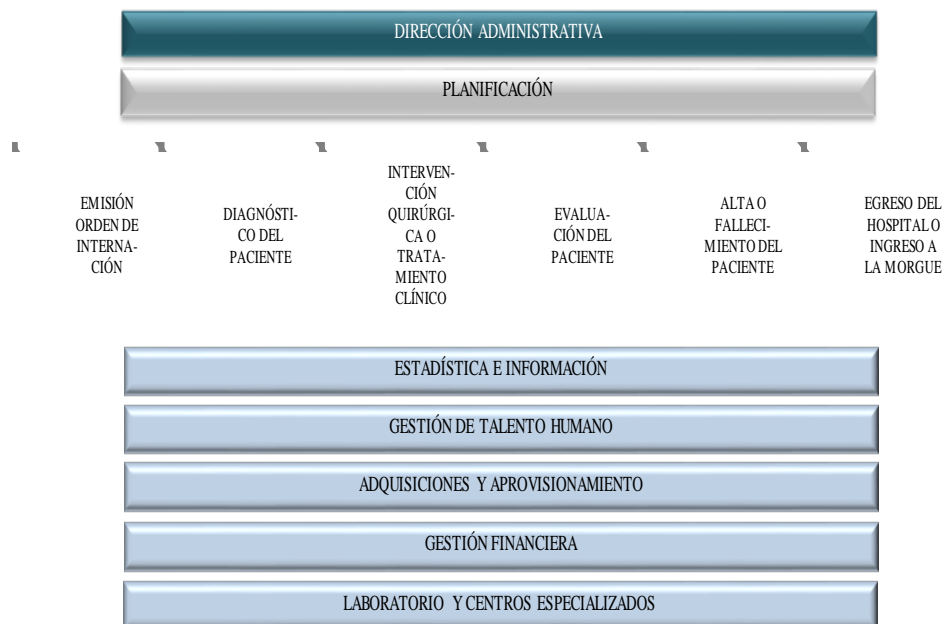 DIRECCIÓN ADMINISTRATIVA
PLANIFICACIÓN
EMISIÓN
ORDEN DE
INTERNA-
CIÓN
DIAGNÓSTI-
CO DEL
PACIENTE
INTERVEN-
CIÓN
QUIRÚRGI-
CA O
TRATA-
MIENTO
CLÍNICO
EVALUA-
CIÓN DEL
PACIENTE
ALTA O
FALLECI-
MIENTO DEL
PACIENTE
EGRESO DEL
HOSPITAL O
INGRESO A
LA MORGUE
ESTADÍSTICA E INFORMACIÓN
GESTIÓN DE TALENTO HUMANO
ADQUISICIONES Y APROVISIONAMIENTO
GESTIÓN FINANCIERA
LABORATORIO Y CENTROS ESPECIALIZADOS